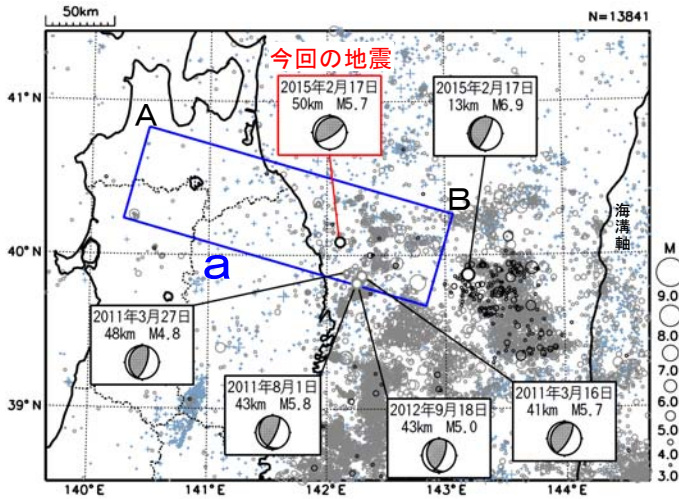 50km
N=13841
今回の地震
2015年2月17日
50km M5.7
2015年2月17日
13km M6.9
41°N
A
B
海溝軸
40°N
a
M
9.0
8.0
7.0
6.0
5.0
4.0
3.0
2011年3月27日
48km M4.8
2011年8月1日
43km M5.8
2012年9月18日
43km M5.0
2011年3月16日
41km M5.7
39°N
140°E
141°E
142°E
143°E
144°E